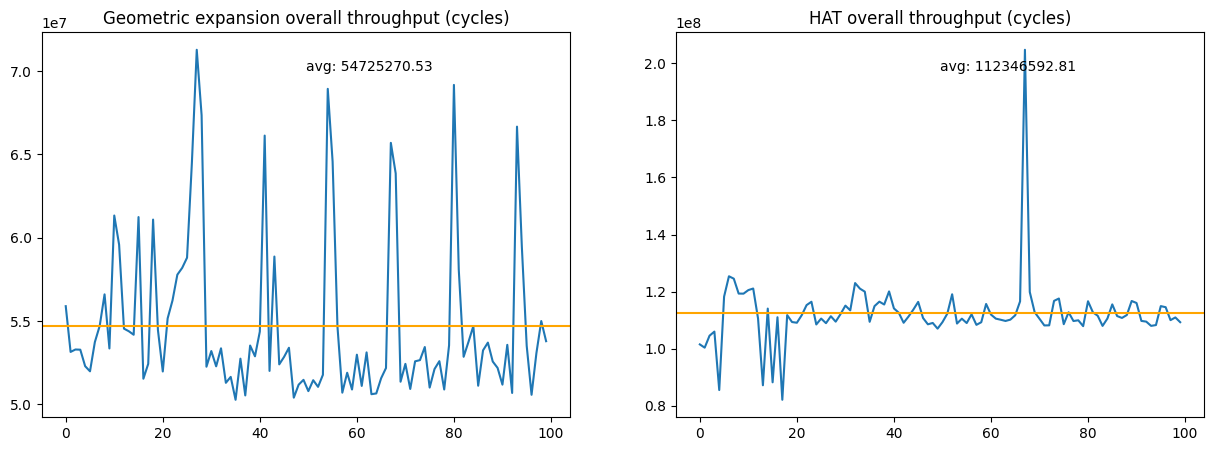 Geometric expansion overall throughput (cycles)
1e7
avg: 54725270.53
7.0
6.5
6.0
5.5
5.0
0 20 40 60 80 100
HAT overall throughput (cycles)
1e8
avg: 112346592.81
2.0
1.8
1.6
1.4
1.2
1.0
0.8
0 20 40 60 80 100